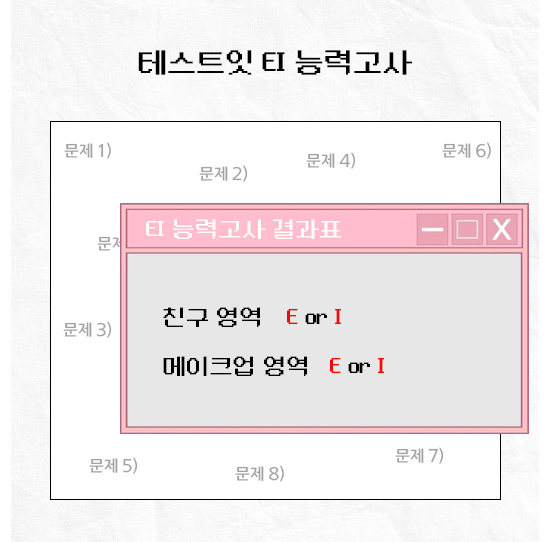 테스트잇 EI 능력고사
문제 1)
문제 2)
문제 4)
문제 6)
EI 능력고사 결과표
친구 영역 E or I
메이크업 영역 E or I
문제 3)
문제 5)
문제 8)
문제 7)